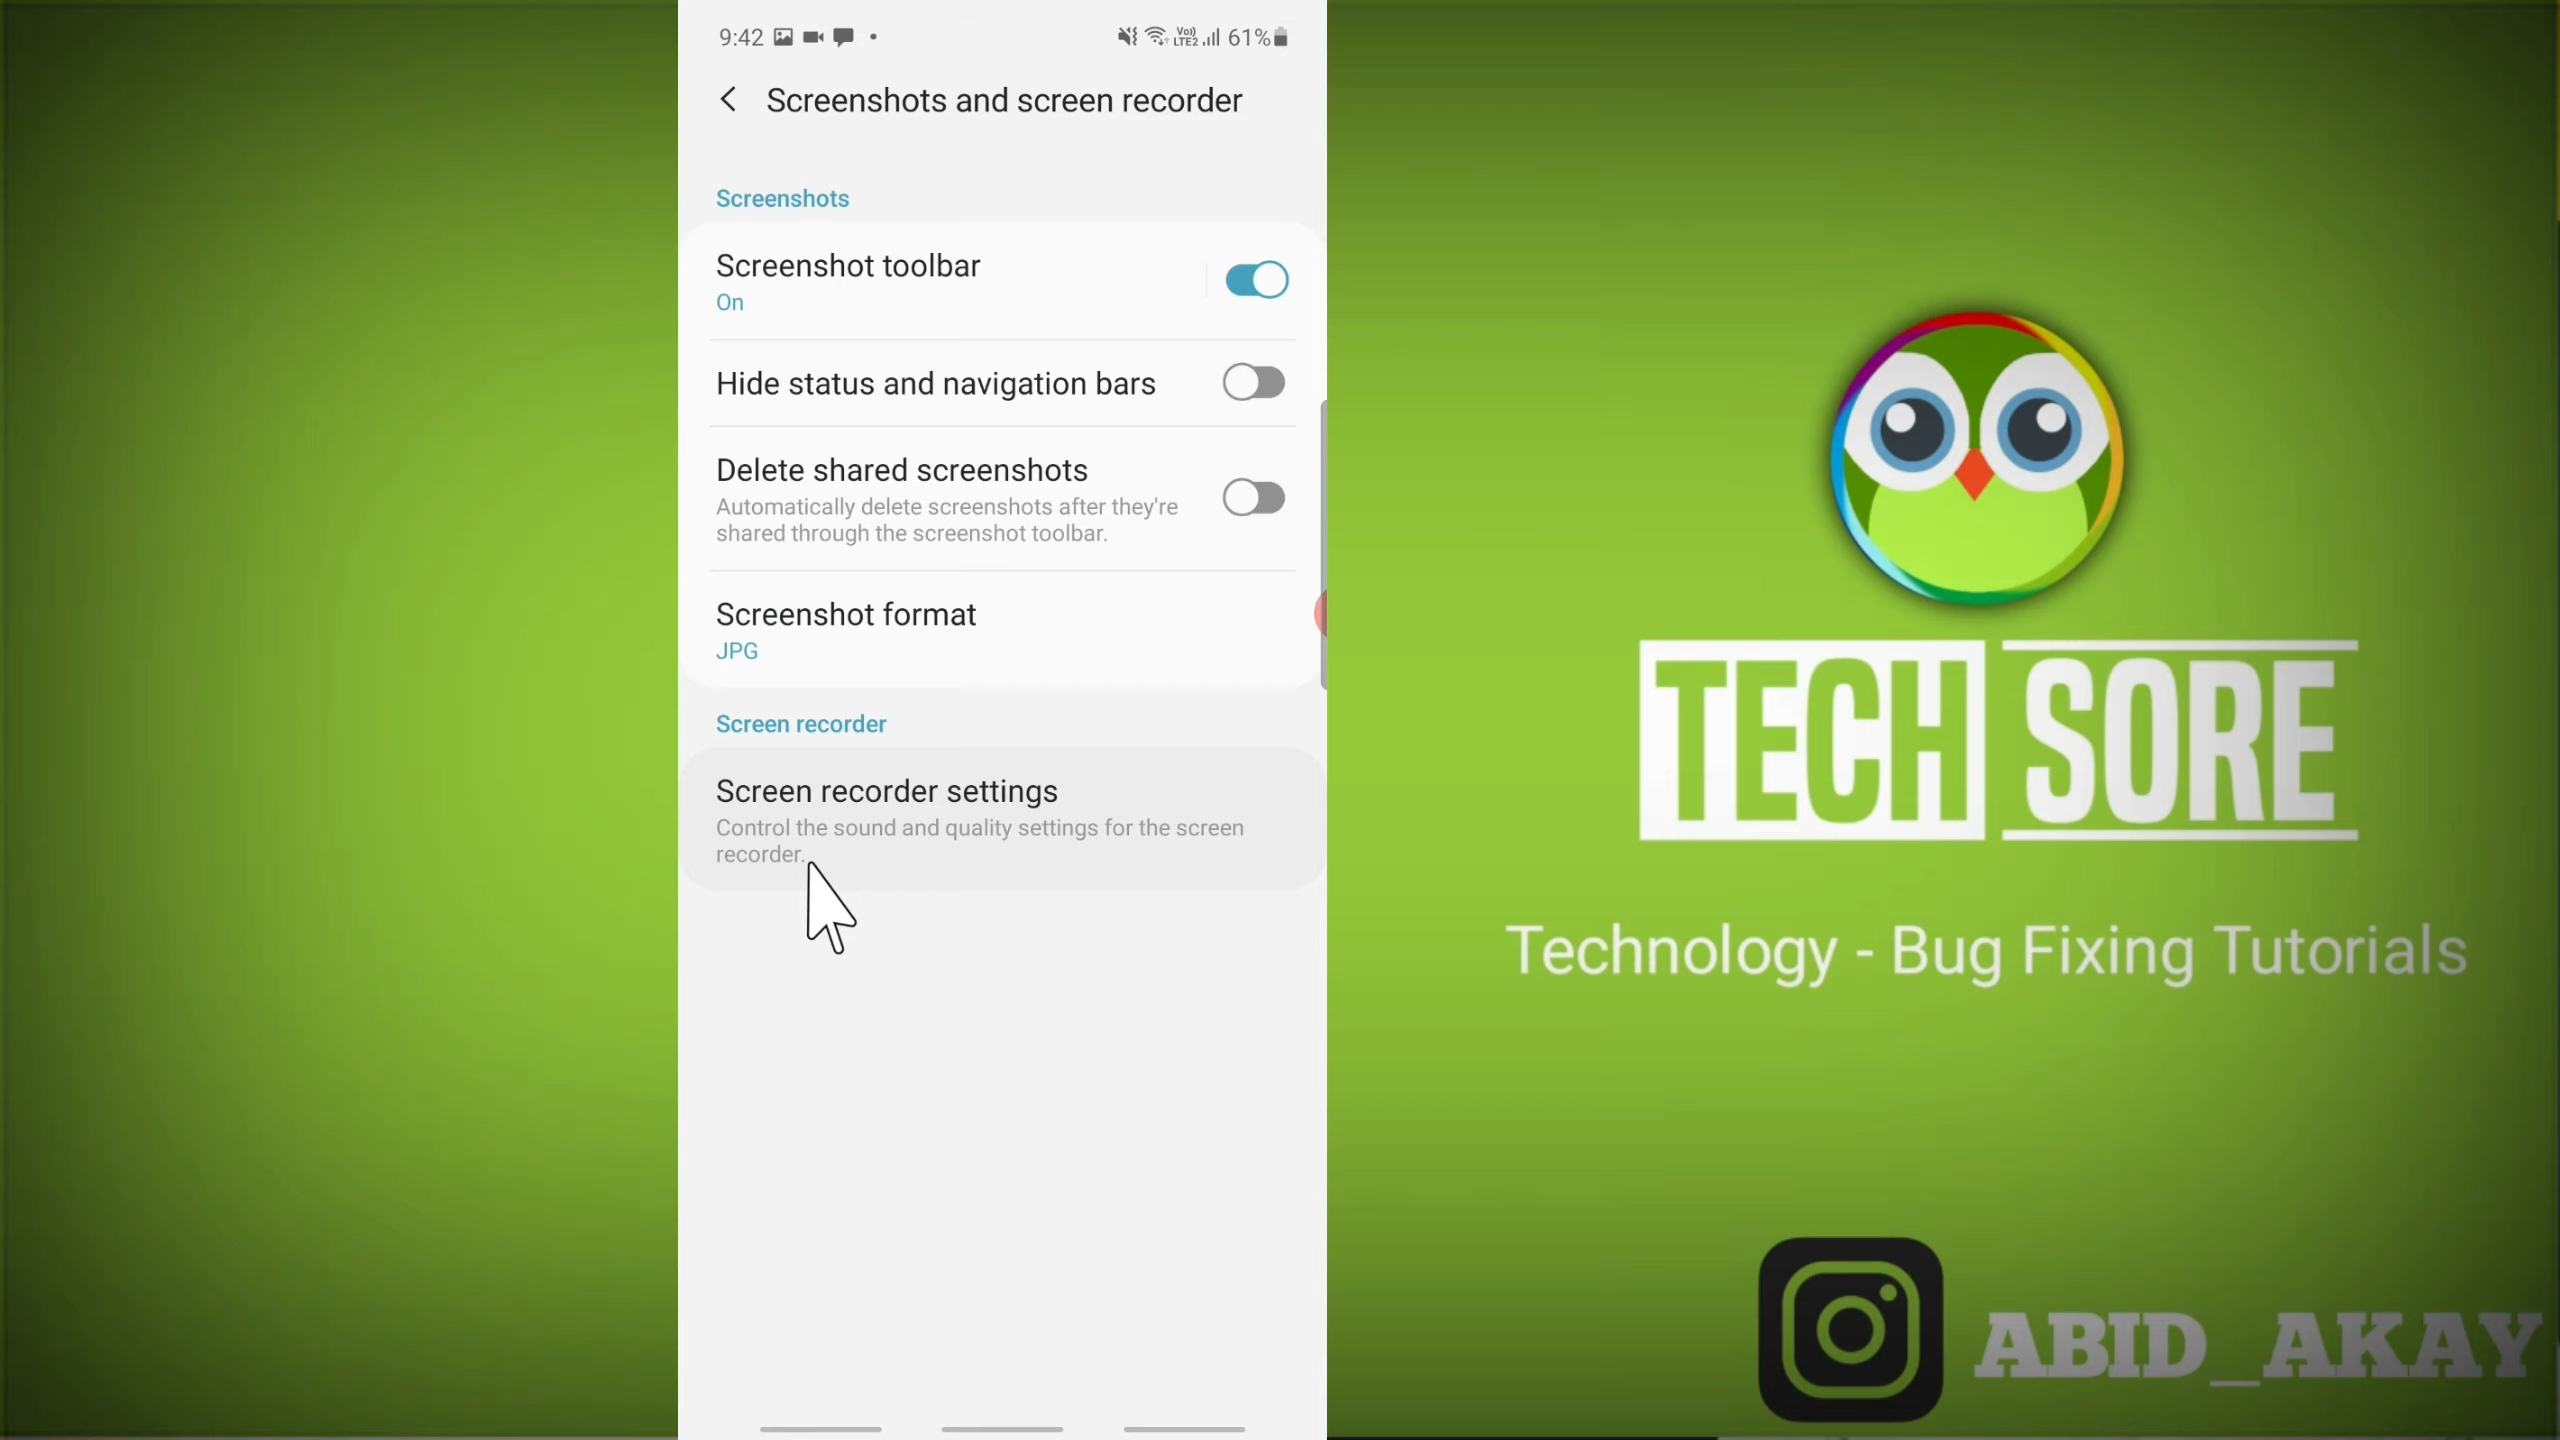 9:42
Vo)) LTE2 61%
Screenshots and screen recorder
Screenshots
Screenshot toolbar
On
Hide status and navigation bars
Delete shared screenshots
Automatically delete screenshots after they're
shared through the screenshot toolbar.
Screenshot format
JPG
Screen recorder
Screen recorder settings
Control the sound and quality settings for the screen
recorder.
TECH SORE
Technology - Bug Fixing Tutorials
ABID_AKAY